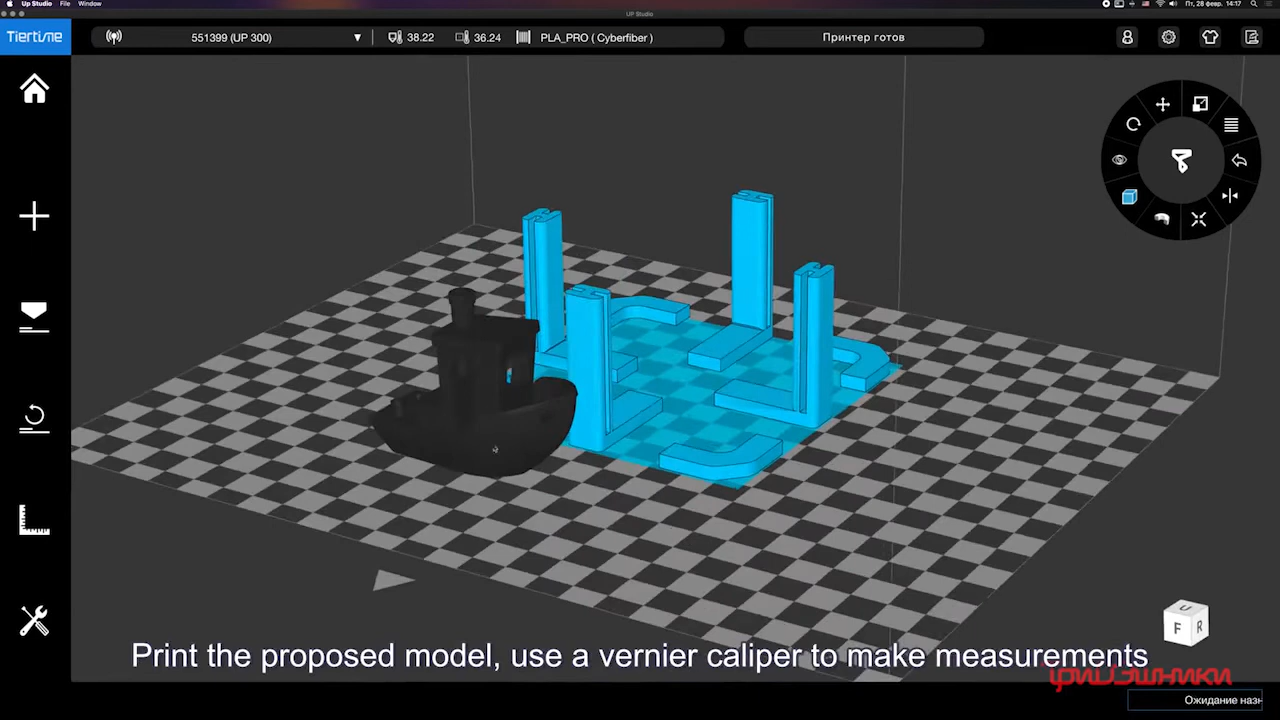 Up Studio File Window
Пт, 28 февр. 14:17
UP Studio
Tiertime
551399 (UP 300)
38.22
36.24
PLA_PRO ( Cyberfiber )
Принтер готов
U
F R
Print the proposed model, use a vernier caliper to make measurements
Ожидание назн